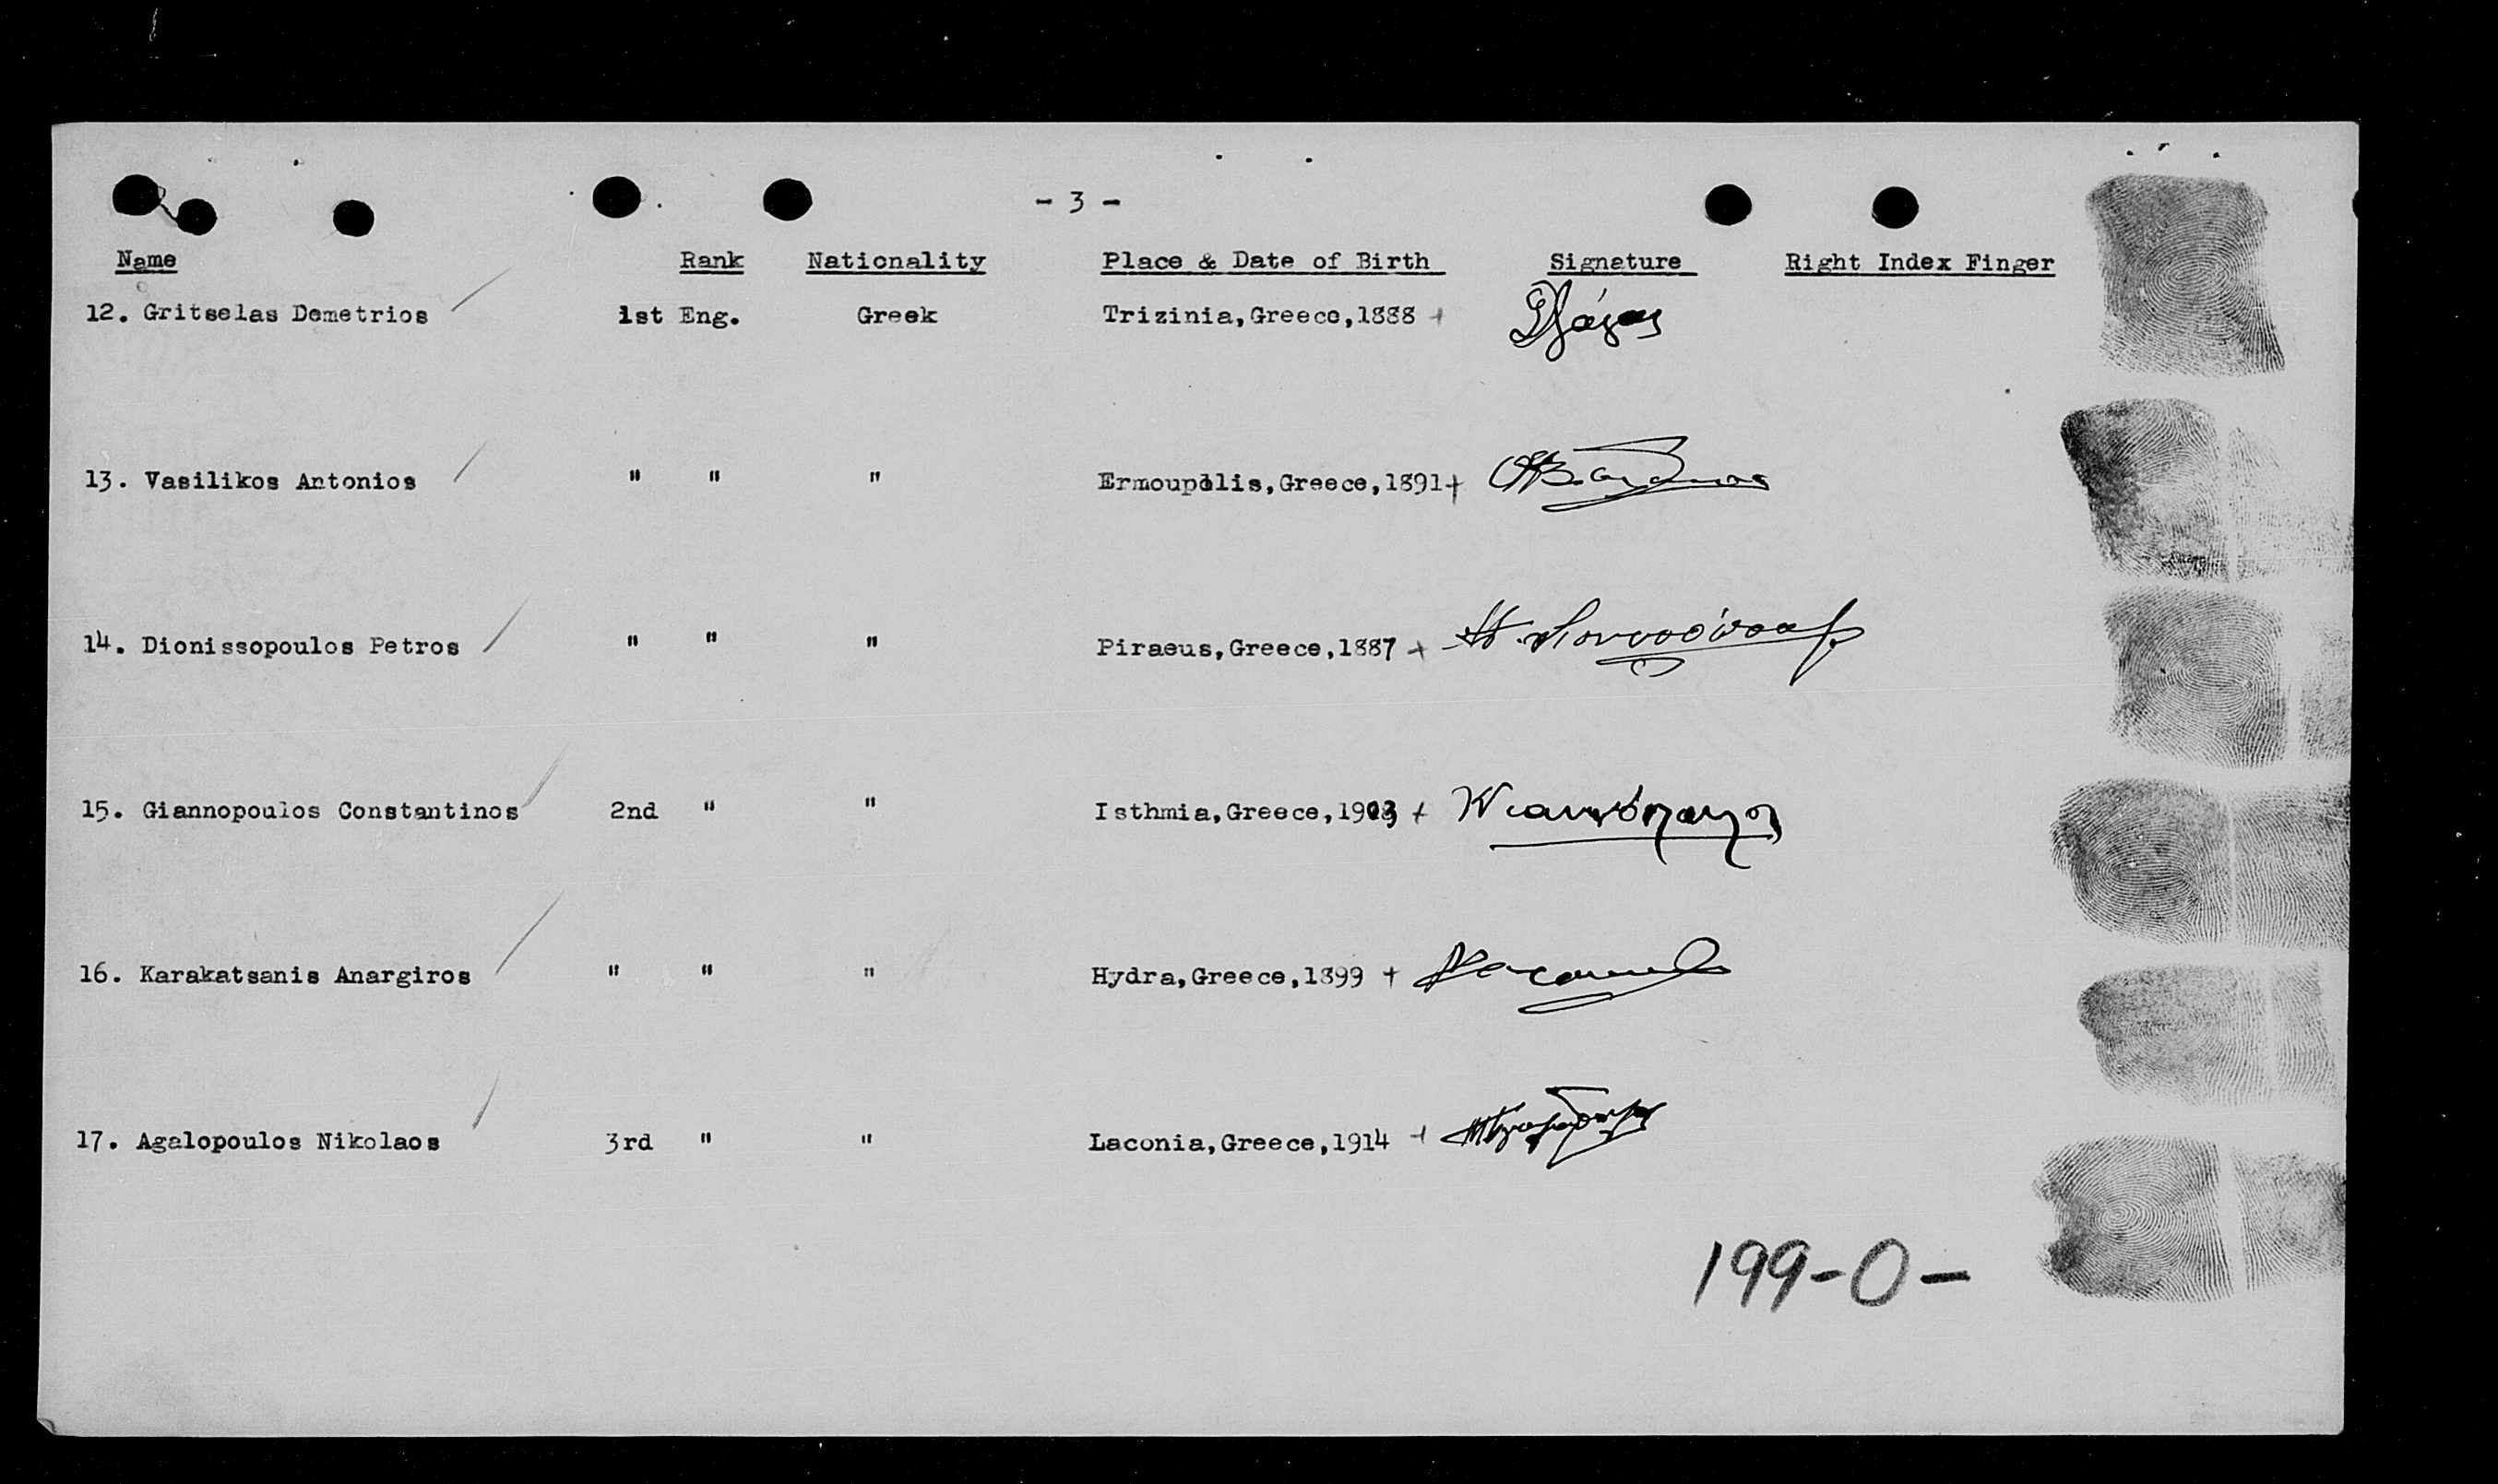 - 3 -
Name Rank Nationality Place & Date of Birth Signature Right Index Finger
12. Gritselas Demetrios 1st Eng. Greek Trizinia,Greece,1888
13. Vasilikos Antonios " " " Ermoupolis,Greece,1891
14. Dionissopoulos Petros " " " Piraeus,Greece,1887
15. Giannopoulos Constantinos 2nd " " Isthmia,Greece,1903
16. Karakatsanis Anargiros " " " Hydra,Greece,1899
17. Agalopoulos Nikolaos 3rd " " Laconia,Greece,1914
199-0-